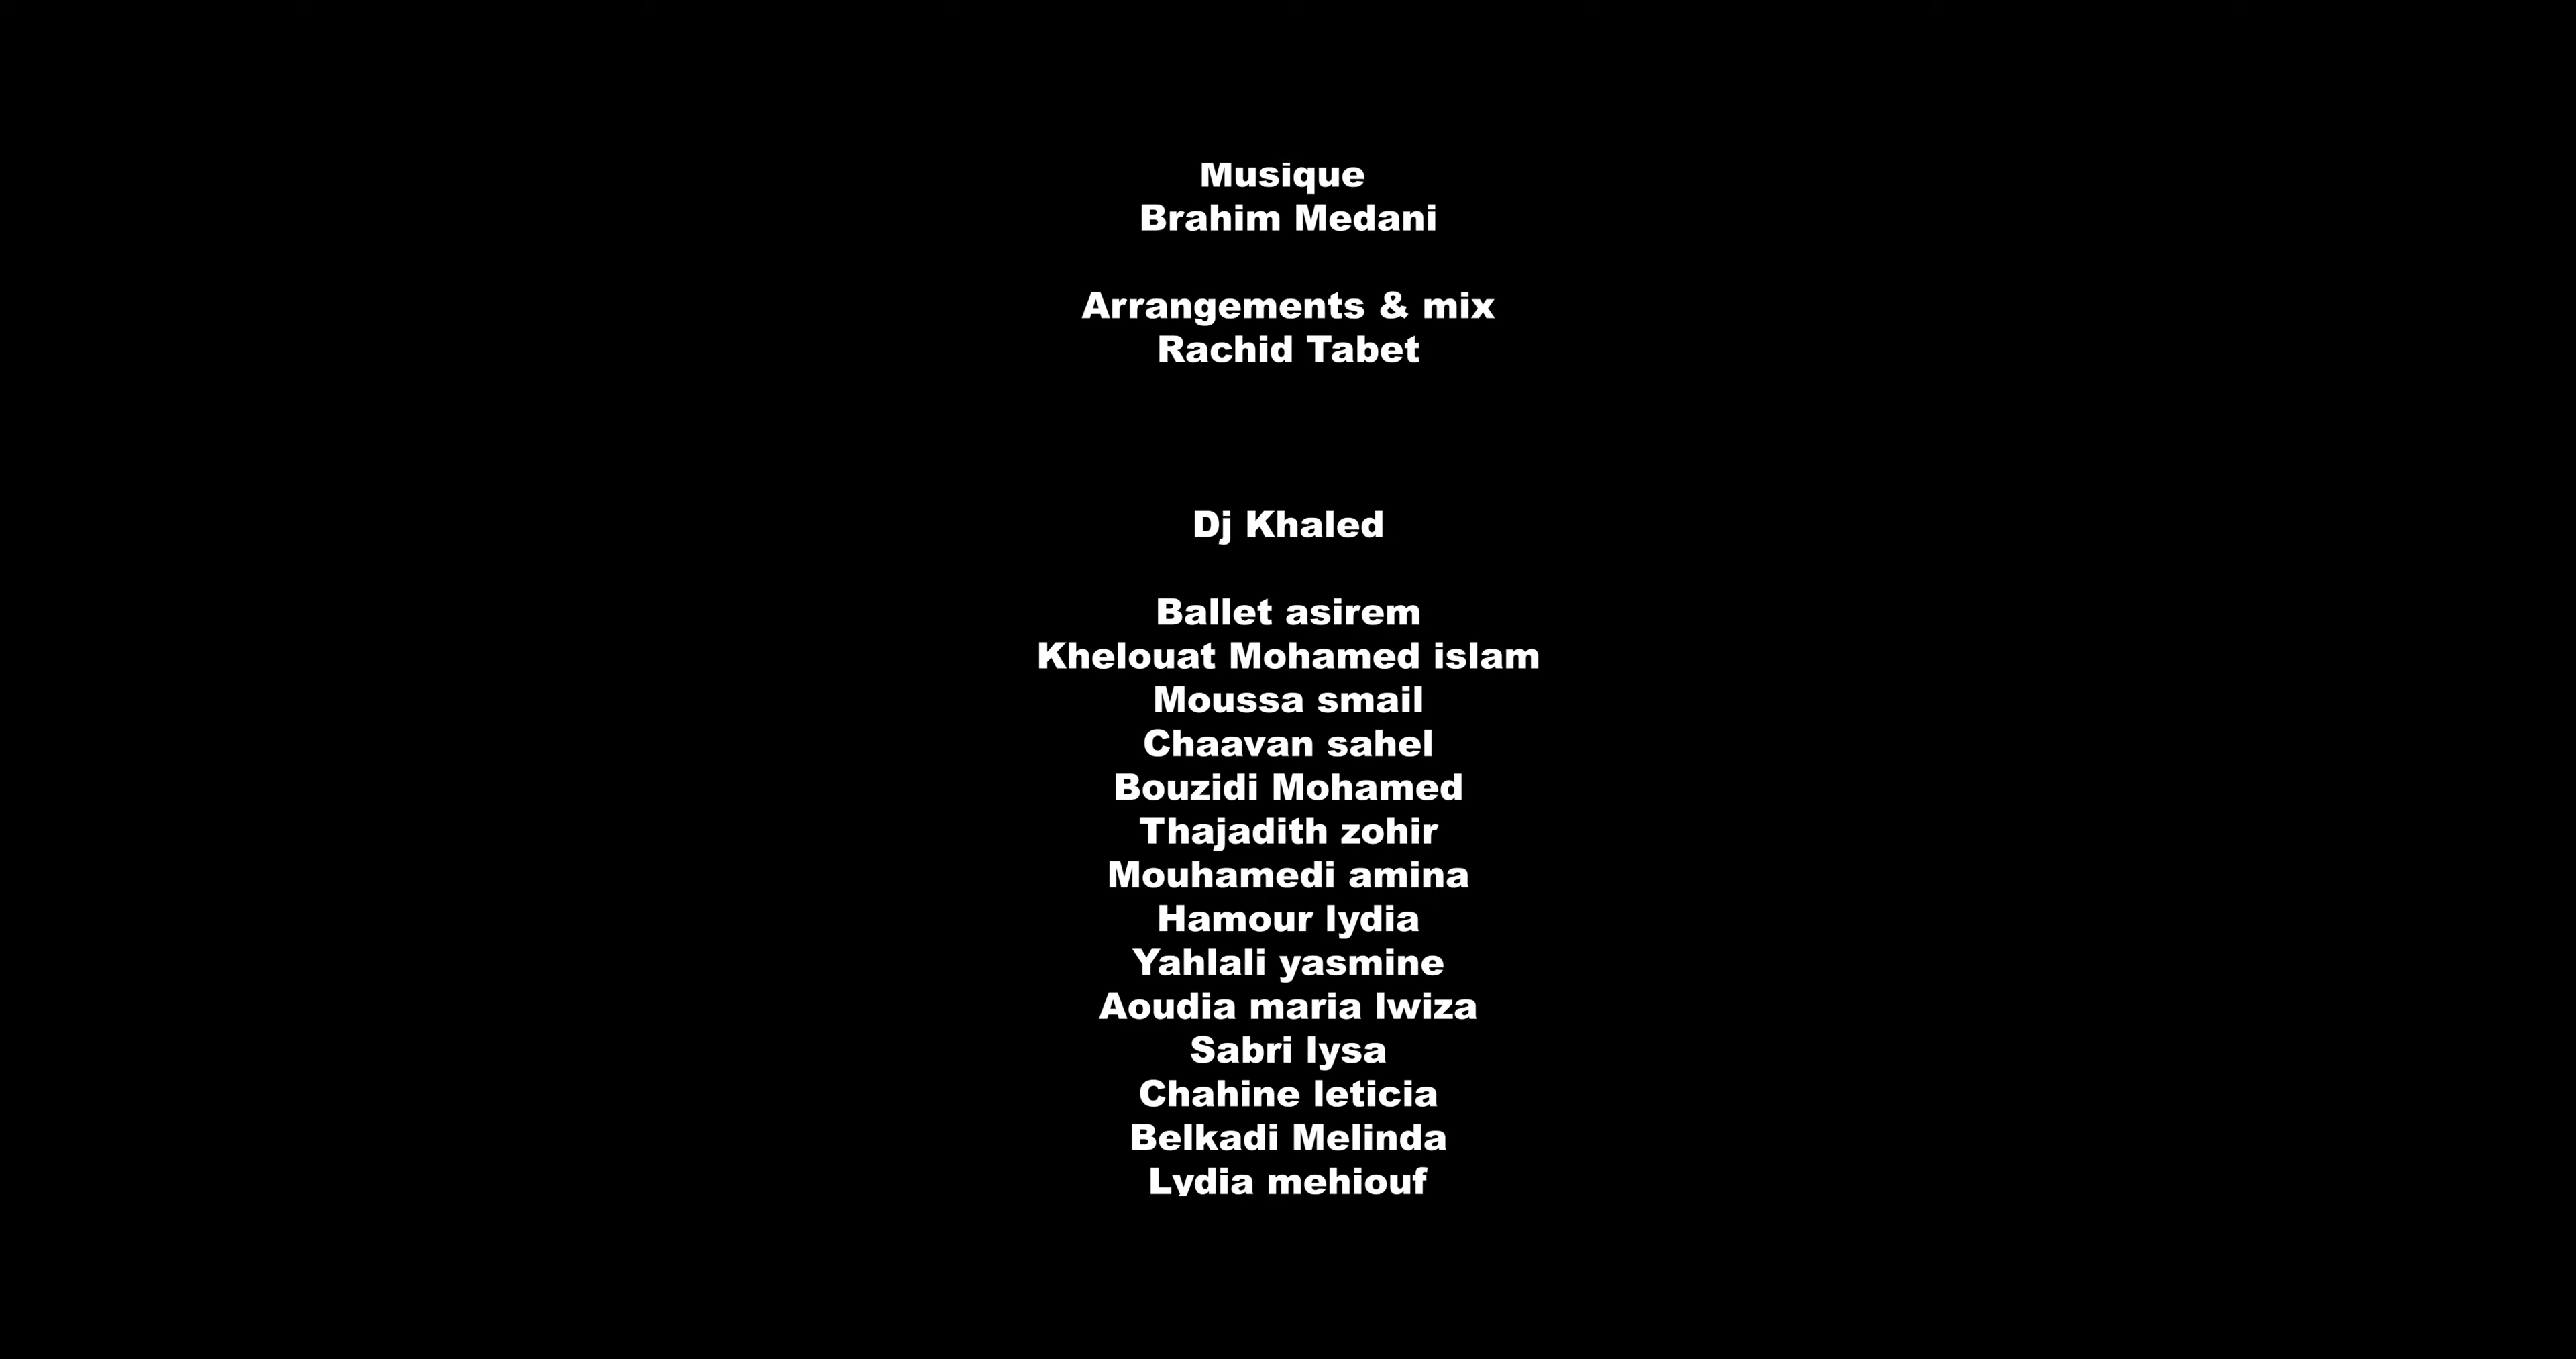 Musique
Brahim Medani
Arrangements & mix
Rachid Tabet
Dj Khaled
Ballet asirem
Khelouat Mohamed islam
Moussa smail
Chaavan sahel
Bouzidi Mohamed
Thajadith zohir
Mouhamedi amina
Hamour lydia
Yahlali yasmine
Aoudia maria lwiza
Sabri lysa
Chahine leticia
Belkadi Melinda
Lydia mehiouf